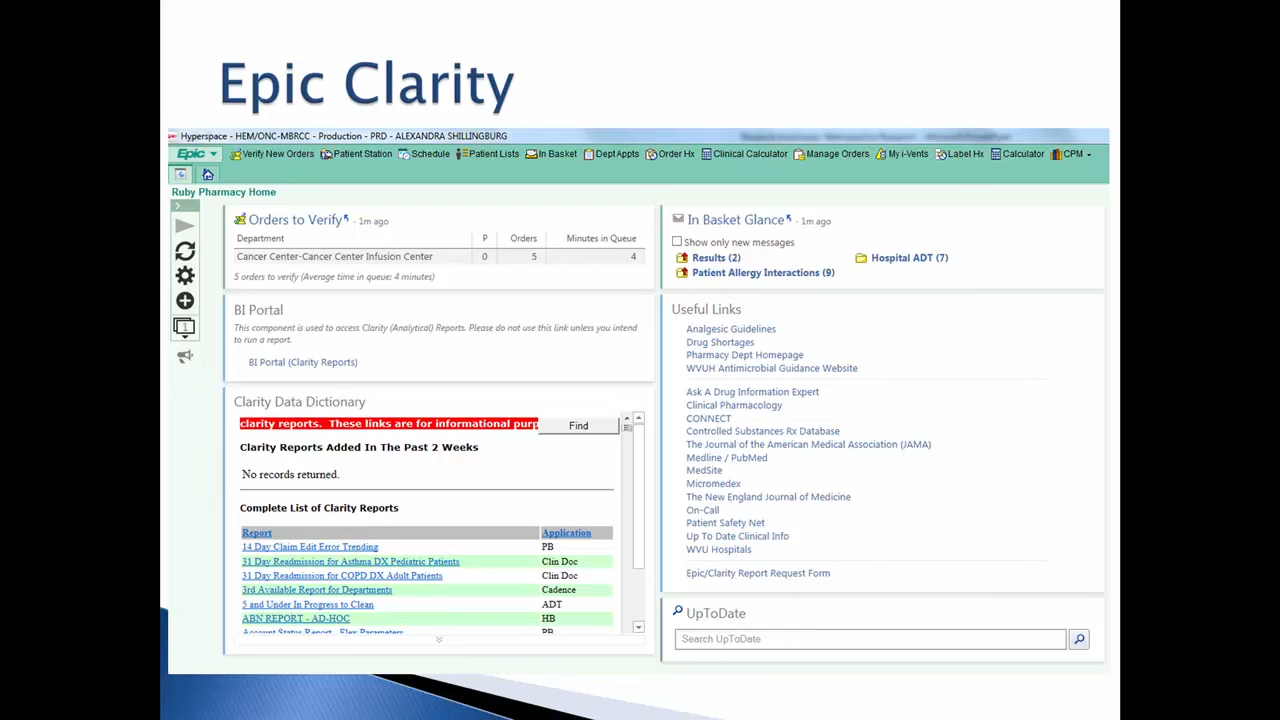 Epic Clarity
Hyperspace - HEM/ONC-MBRCC - Production - PRD - ALEXANDRA SHILLINGBURG
Epic Verify New Orders Patient Station Schedule Patient Lists In Basket Dept Appts Order Hx Clinical Calculator Manage Orders My i-Vents Label Hx Calculator CPM
Ruby Pharmacy Home
Orders to Verify 1m ago
Department P Orders Minutes in Queue
Cancer Center-Cancer Center Infusion Center 0 5 4
5 orders to verify (Average time in queue: 4 minutes)
BI Portal
This component is used to access Clarity (Analytical) Reports. Please do not use this link unless you intend
to run a report.
BI Portal (Clarity Reports)
Clarity Data Dictionary
clarity reports. These links are for informational purp
Find
Clarity Reports Added In The Past 2 Weeks
No records returned.
Complete List of Clarity Reports
Report Application
14 Day Claim Edit Error Trending PB
31 Day Readmission for Asthma DX Pediatric Patients Clin Doc
31 Day Readmission for COPD DX Adult Patients Clin Doc
3rd Available Report for Departments Cadence
5 and Under In Progress to Clean ADT
ABN REPORT - AD-HOC HB
Account Status Report - Flex Parameters PB
1
In Basket Glance 1m ago
Show only new messages
Results (2) Hospital ADT (7)
Patient Allergy Interactions (9)
Useful Links
Analgesic Guidelines
Drug Shortages
Pharmacy Dept Homepage
WVUH Antimicrobial Guidance Website
Ask A Drug Information Expert
Clinical Pharmacology
CONNECT
Controlled Substances Rx Database
The Journal of the American Medical Association (JAMA)
Medline / PubMed
MedSite
Micromedex
The New England Journal of Medicine
On-Call
Patient Safety Net
Up To Date Clinical Info
WVU Hospitals
Epic/Clarity Report Request Form
UpToDate
Search UpToDate